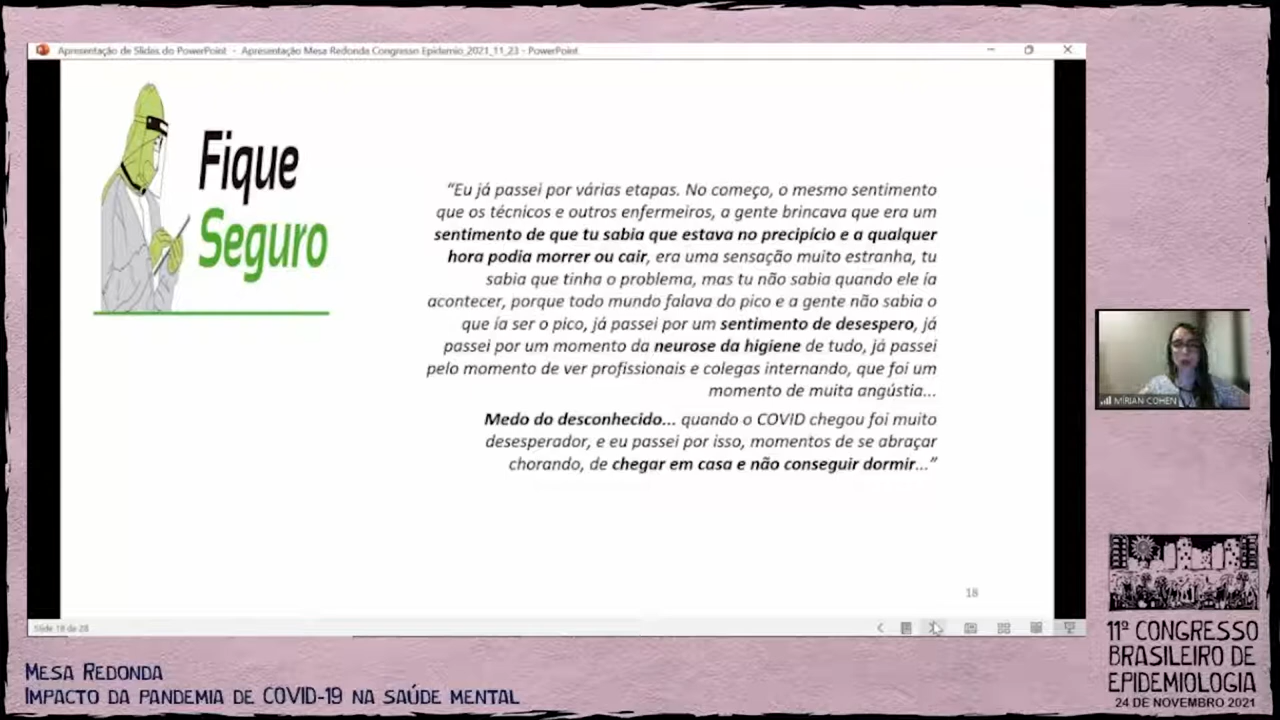 Apresentação de Slides do PowerPoint - Apresentação Mesa Redonda Congresso Epidemio_2021_11_23 - PowerPoint
Fique
Seguro
“Eu já passei por várias etapas. No começo, o mesmo sentimento
que os técnicos e outros enfermeiros, a gente brincava que era um
sentimento de que tu sabia que estava no precipício e a qualquer
hora podia morrer ou cair, era uma sensação muito estranha, tu
sabia que tinha o problema, mas tu não sabia quando ele ía
acontecer, porque todo mundo falava do pico e a gente não sabia o
que ía ser o pico, já passei por um sentimento de desespero, já
passei por um momento da neurose da higiene de tudo, já passei
pelo momento de ver profissionais e colegas internando, que foi um
momento de muita angústia...
Medo do desconhecido... quando o COVID chegou foi muito
desesperador, e eu passei por isso, momentos de se abraçar
chorando, de chegar em casa e não conseguir dormir...”
18
Slide 18 de 28
MÍRIAN COHEN
MESA REDONDA
IMPACTO DA PANDEMIA DE COVID-19 NA SAÚDE MENTAL
11º CONGRESSO
BRASILEIRO DE
EPIDEMIOLOGIA
24 DE NOVEMBRO 2021